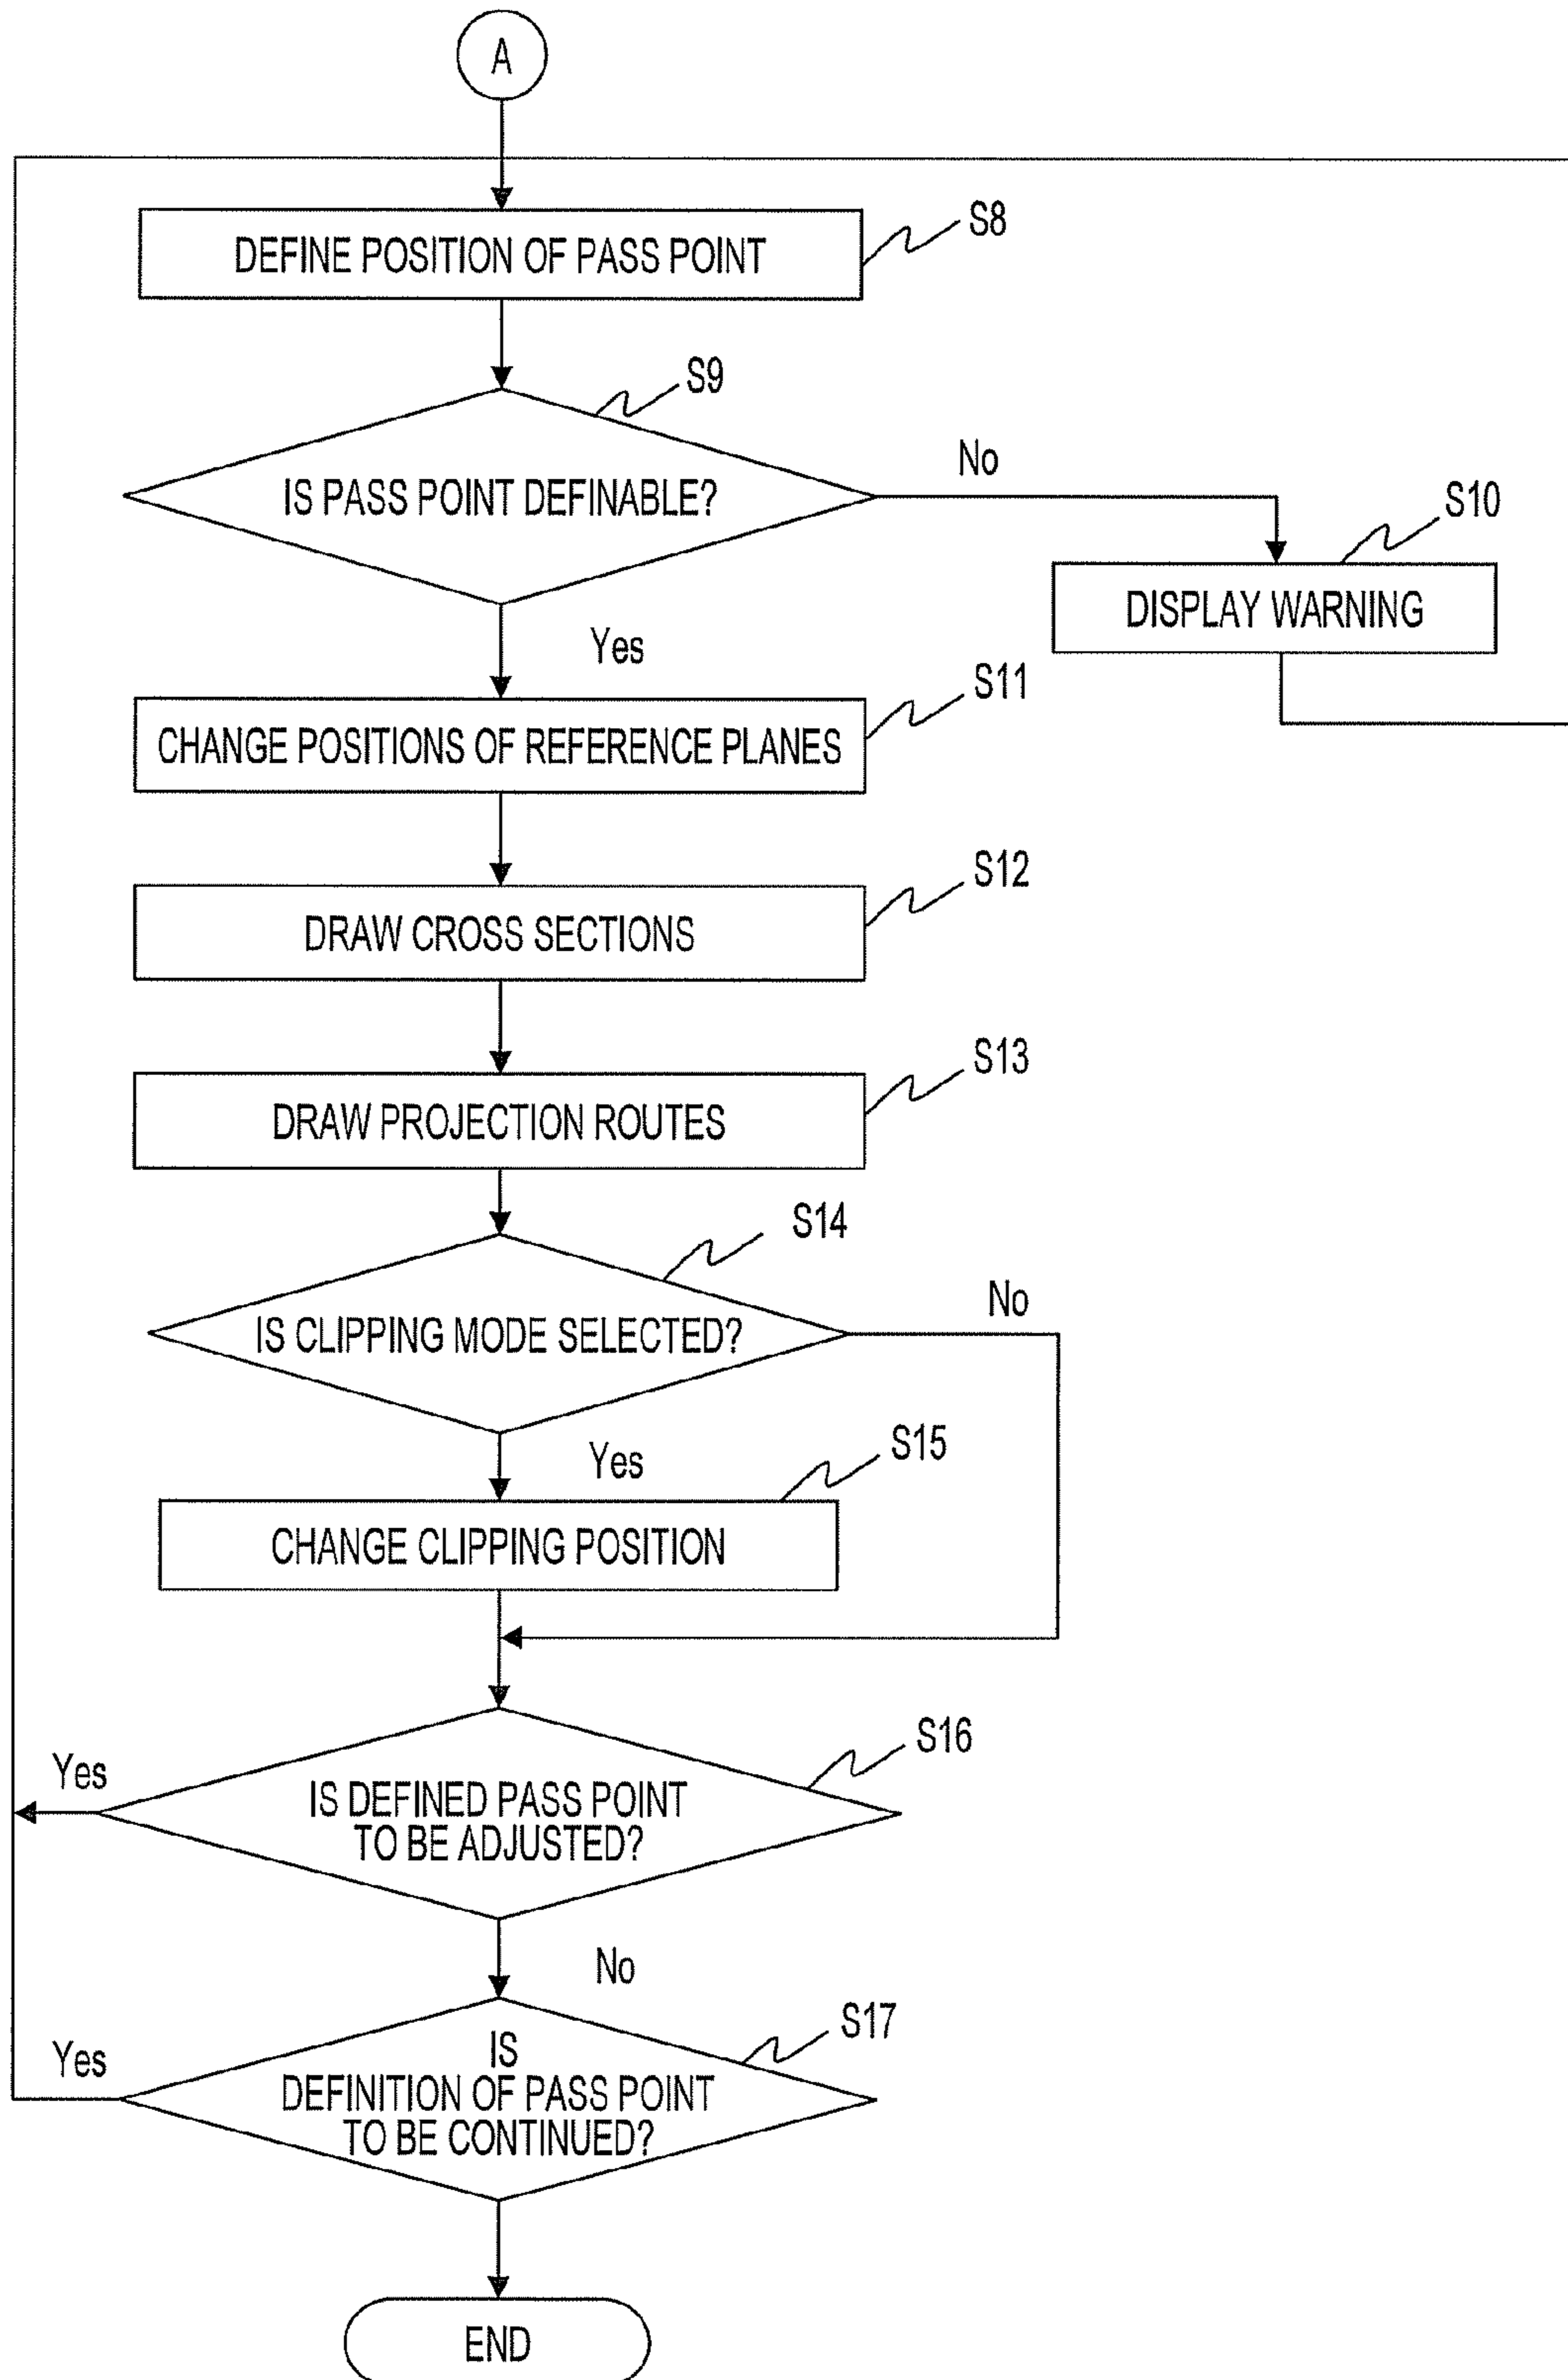 A
DEFINE POSITION OF PASS POINT
S8
S9
IS PASS POINT DEFINABLE?
No
S10
DISPLAY WARNING
Yes
S11
CHANGE POSITIONS OF REFERENCE PLANES
S12
DRAW CROSS SECTIONS
S13
DRAW PROJECTION ROUTES
S14
IS CLIPPING MODE SELECTED?
No
Yes
S15
CHANGE CLIPPING POSITION
S16
Yes
IS DEFINED PASS POINT
TO BE ADJUSTED?
No
S17
Yes
IS
DEFINITION OF PASS POINT
TO BE CONTINUED?
END